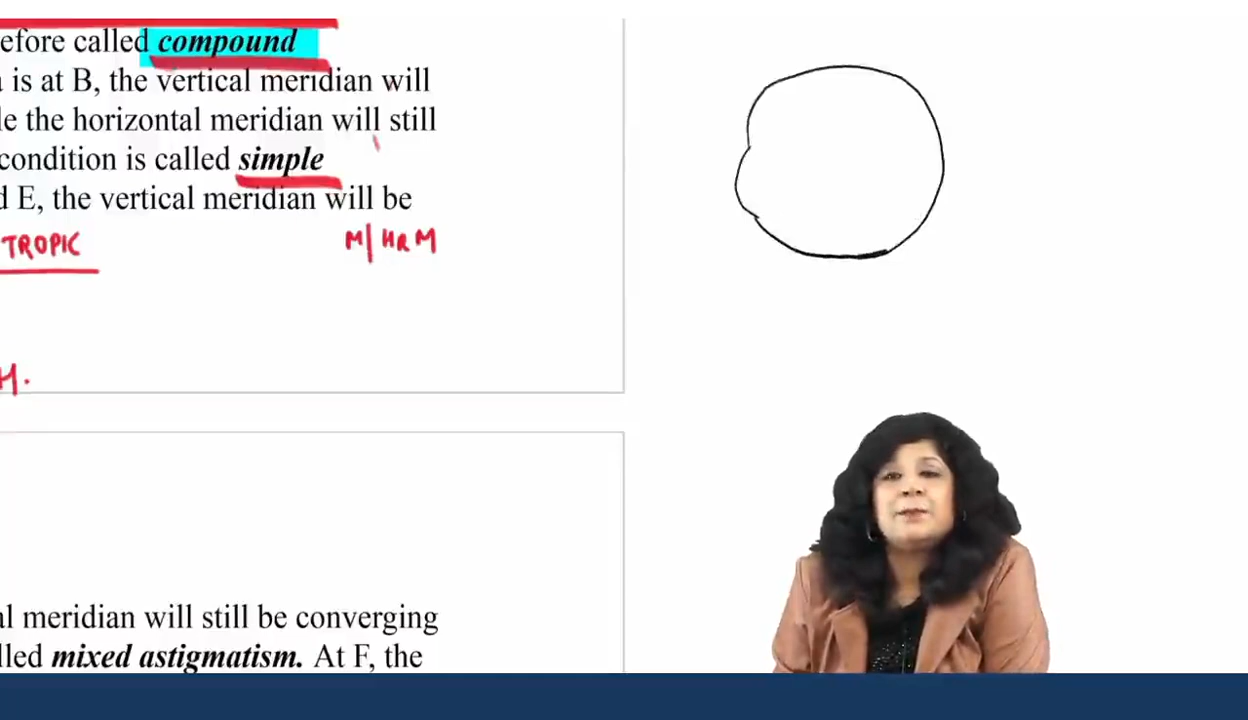 efore called compound
is at B, the vertical meridian will
le the horizontal meridian will still
condition is called simple
d E, the vertical meridian will be
TROPIC M/HRM
H.
al meridian will still be converging
lled mixed astigmatism. At F, the